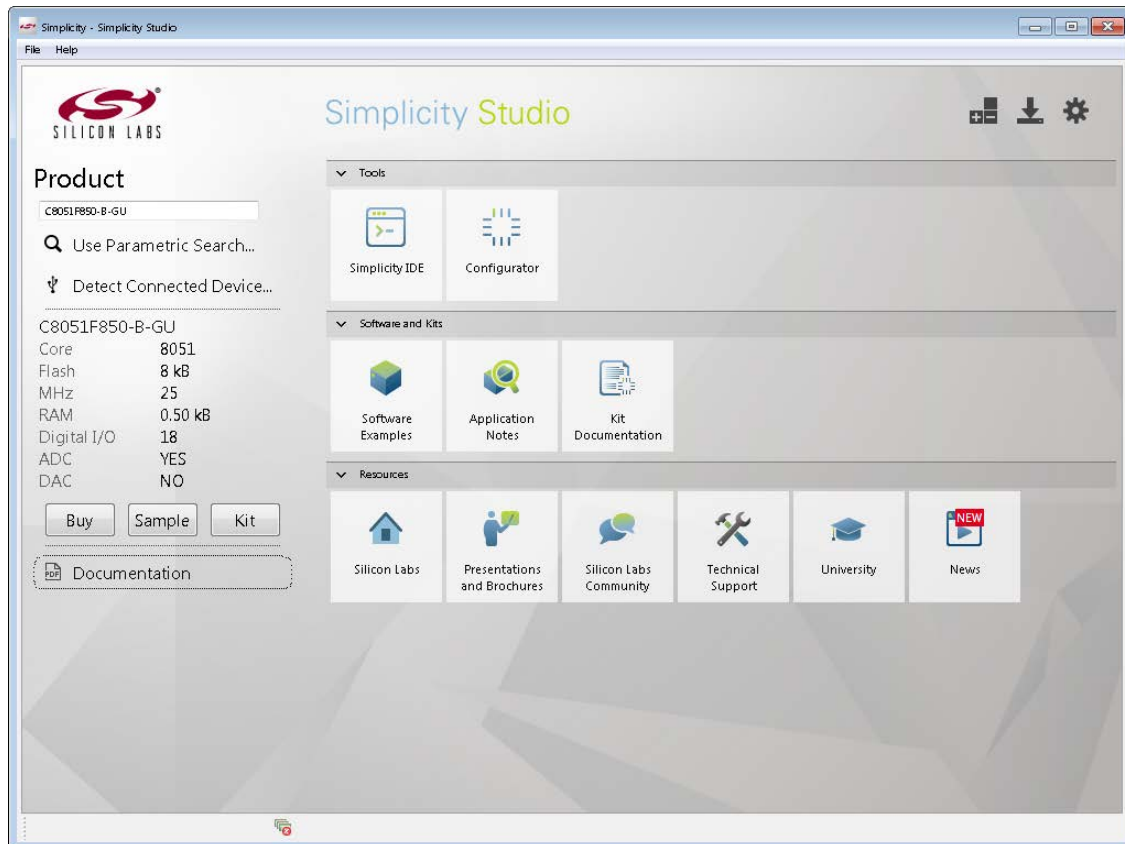 Simplicity - Simplicity Studio
File Help
SILICON LABS
Simplicity Studio
Product
C8051F850-B-GU
Use Parametric Search...
Detect Connected Device...
C8051F850-B-GU
Core 8051
Flash 8 kB
MHz 25
RAM 0.50 kB
Digital I/O 18
ADC YES
DAC NO
Buy Sample Kit
PDF Documentation
Tools
Simplicity IDE Configurator
Software and Kits
Software Application Kit
Examples Notes Documentation
Resources
NEW
Silicon Labs Presentations Silicon Labs Technical University News
and Brochures Community Support